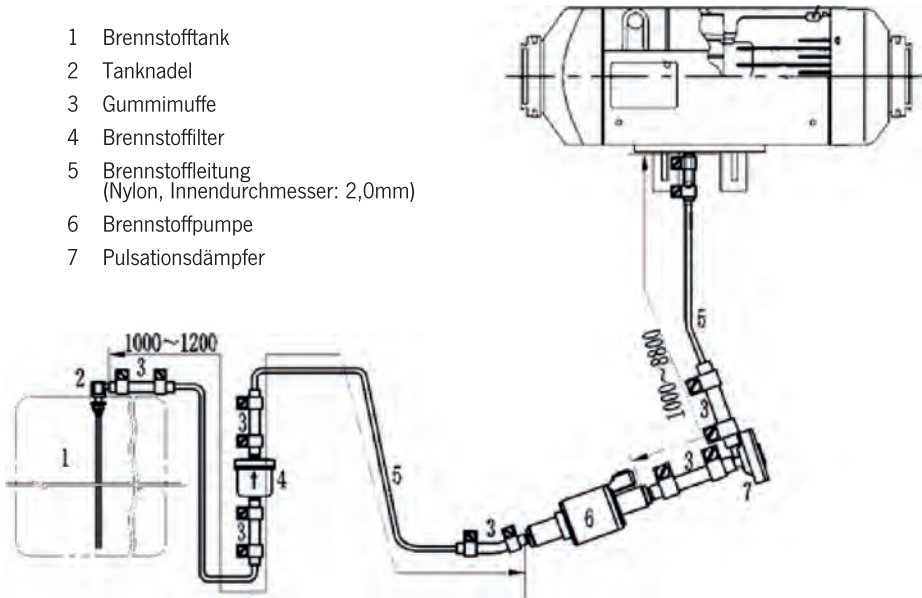 1 Brennstofftank
2 Tanknadel
3 Gummimuffe
4 Brennstoffilter
5 Brennstoffleitung
(Nylon, Innendurchmesser: 2,0mm)
6 Brennstoffpumpe
7 Pulsationsdämpfer
1000~1200
2
3
1
3
4
3
5
3
6
3
7
3
5
1000~8800